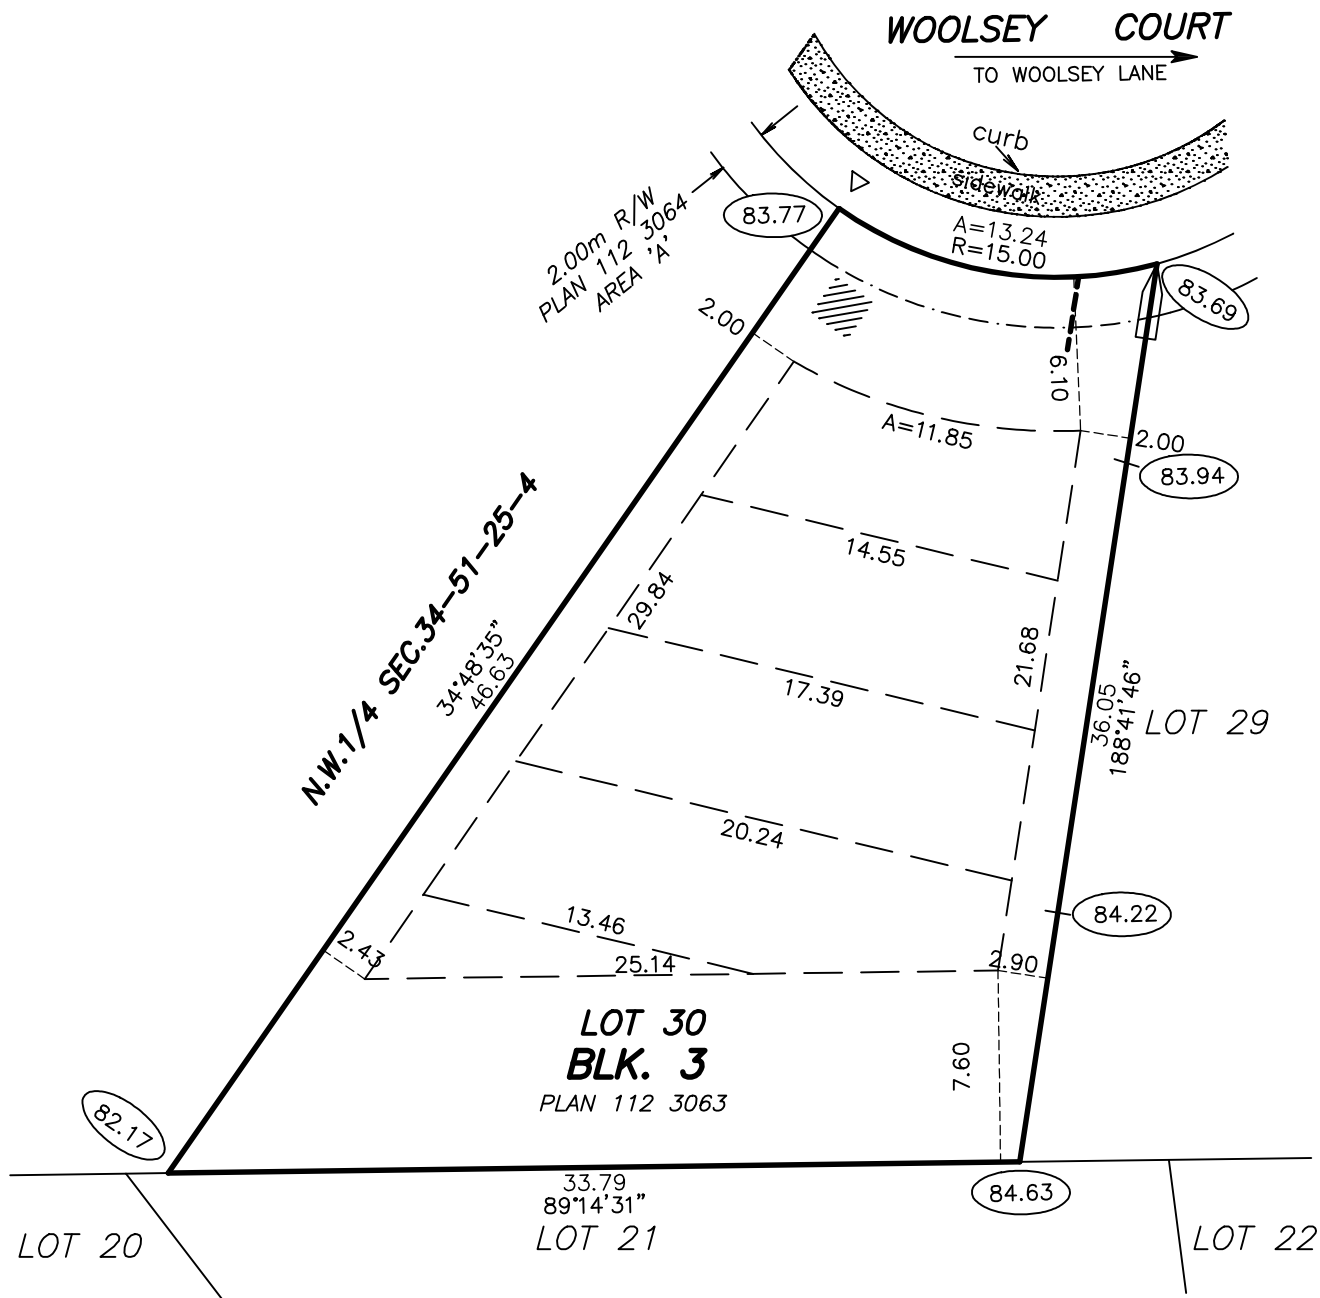 WOOLSEY COURT
TO WOOLSEY LANE
curb
sidewalk
A=13.24
R=15.00
83.77
83.69
2.00m R/W
PLAN 112 3064
AREA 'A'
2.00
6.10
A=11.85
2.00
83.94
14.55
N.W.1/4 SEC.34-51-25-4
29.84
34°48'35"
46.63
21.68
17.39
36.05
188°41'46"
LOT 29
20.24
84.22
13.46
2.43
25.14
2.90
LOT 30
BLK. 3
PLAN 112 3063
7.60
82.17
33.79
89°14'31"
84.63
LOT 20
LOT 21
LOT 22